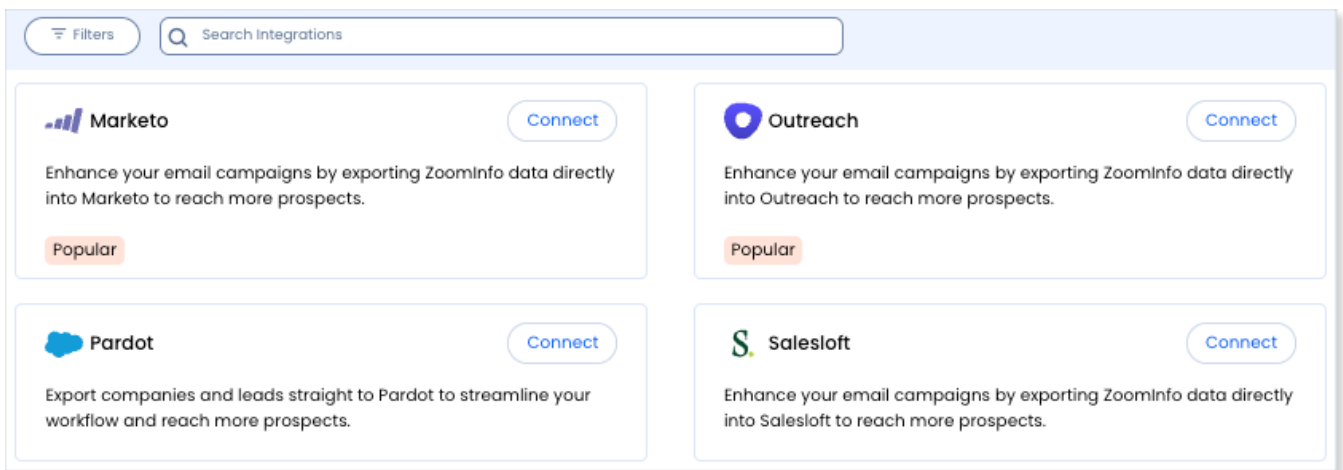 Filters
Search Integrations
Marketo
Connect
Enhance your email campaigns by exporting ZoomInfo data directly
into Marketo to reach more prospects.
Popular
Outreach
Connect
Enhance your email campaigns by exporting ZoomInfo data directly
into Outreach to reach more prospects.
Popular
Pardot
Connect
Export companies and leads straight to Pardot to streamline your
workflow and reach more prospects.
S. Salesloft
Connect
Enhance your email campaigns by exporting ZoomInfo data directly
into Salesloft to reach more prospects.